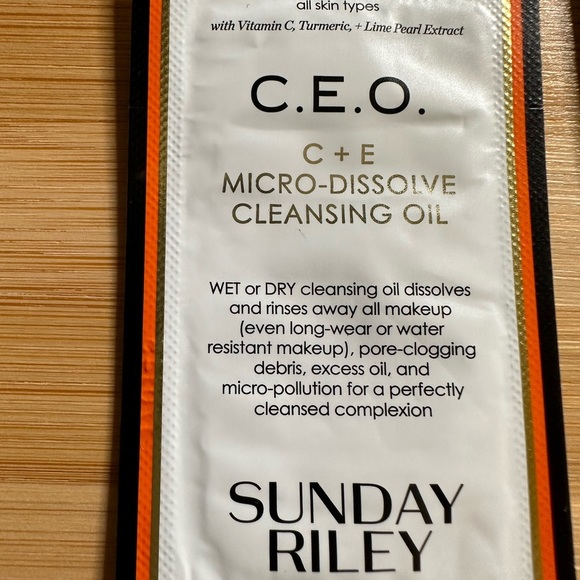 all skin types
with Vitamin C, Turmeric, + Lime Pearl Extract
C.E.O.
C + E
MICRO-DISSOLVE
CLEANSING OIL
WET or DRY cleansing oil dissolves
and rinses away all makeup
(even long-wear or water
resistant makeup), pore-clogging
debris, excess oil, and
micro-pollution for a perfectly
cleansed complexion
SUNDAY
RILEY